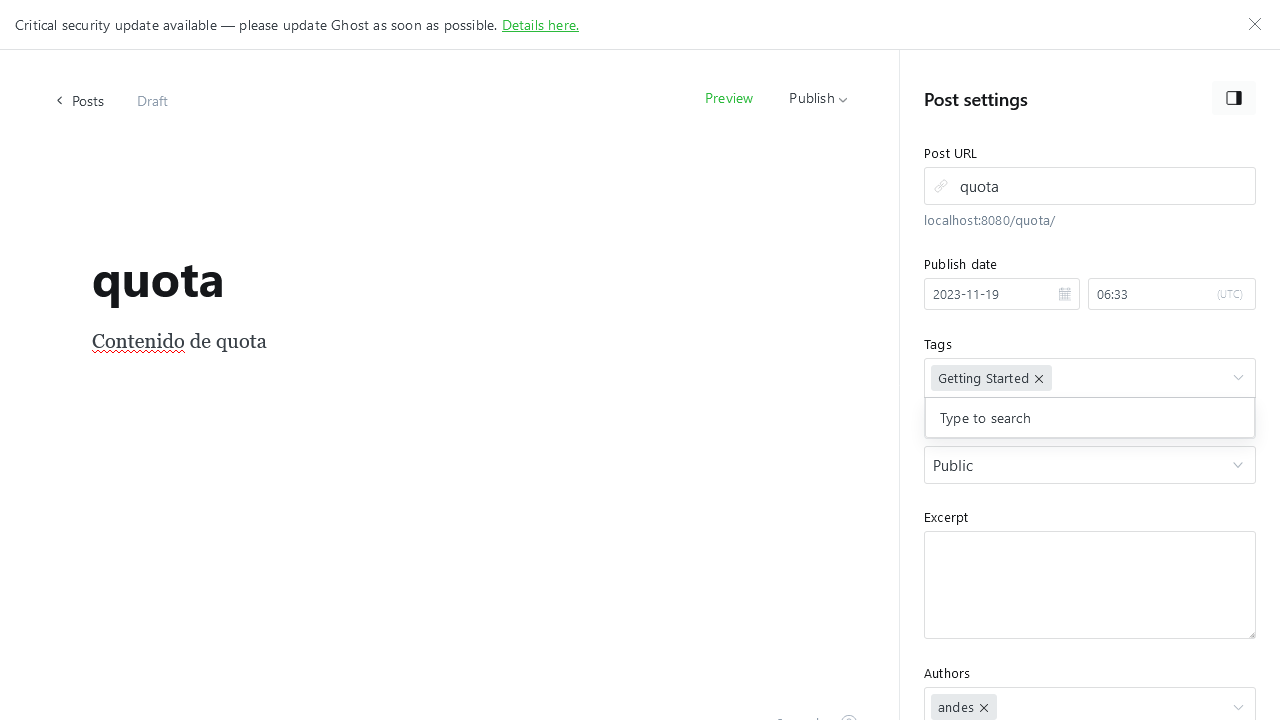 Critical security update available — please update Ghost as soon as possible. Details here.
Posts
Draft
Preview
Publish
quota
Contenido de quota
Post settings
Post URL
quota
localhost:8080/quota/
Publish date
2023-11-19
06:33
(UTC)
Tags
Getting Started
Type to search
Public
Excerpt
Authors
andes